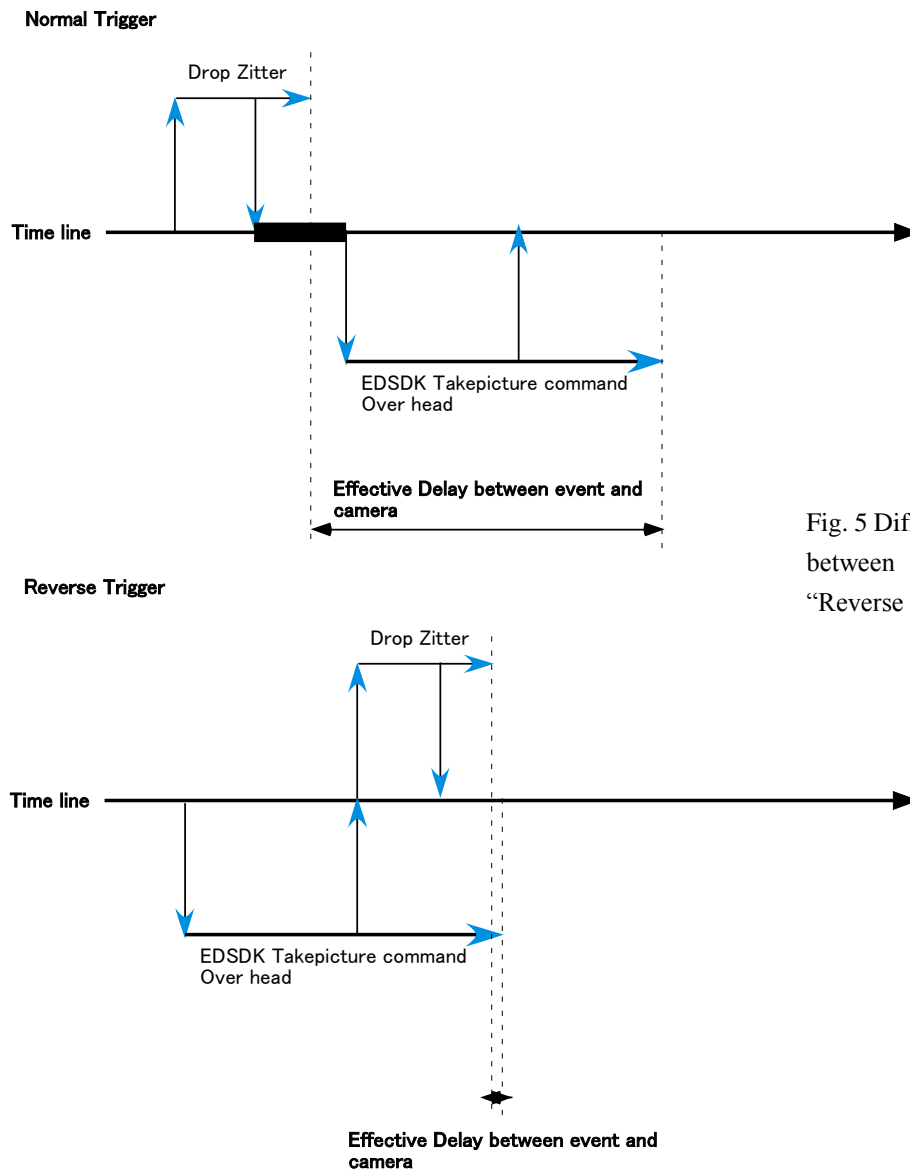 Normal Trigger
Drop Zitter
Time line
EDSDK Takepicture command
Over head
Effective Delay between event and
camera
Fig. 5 Dif
between
“Reverse
Reverse Trigger
Drop Zitter
Time line
EDSDK Takepicture command
Over head
Effective Delay between event and
camera